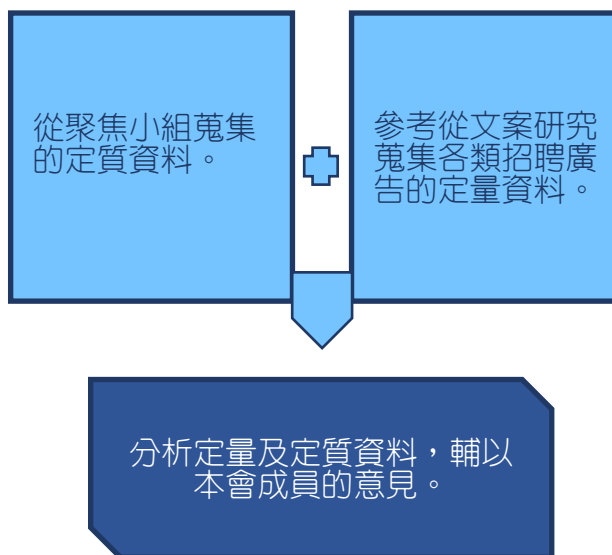 從聚焦小組蒐集
的定質資料。
參考從文案研究
蒐集各類招聘廣
告的定量資料。
分析定量及定質資料，輔以
本會成員的意見。